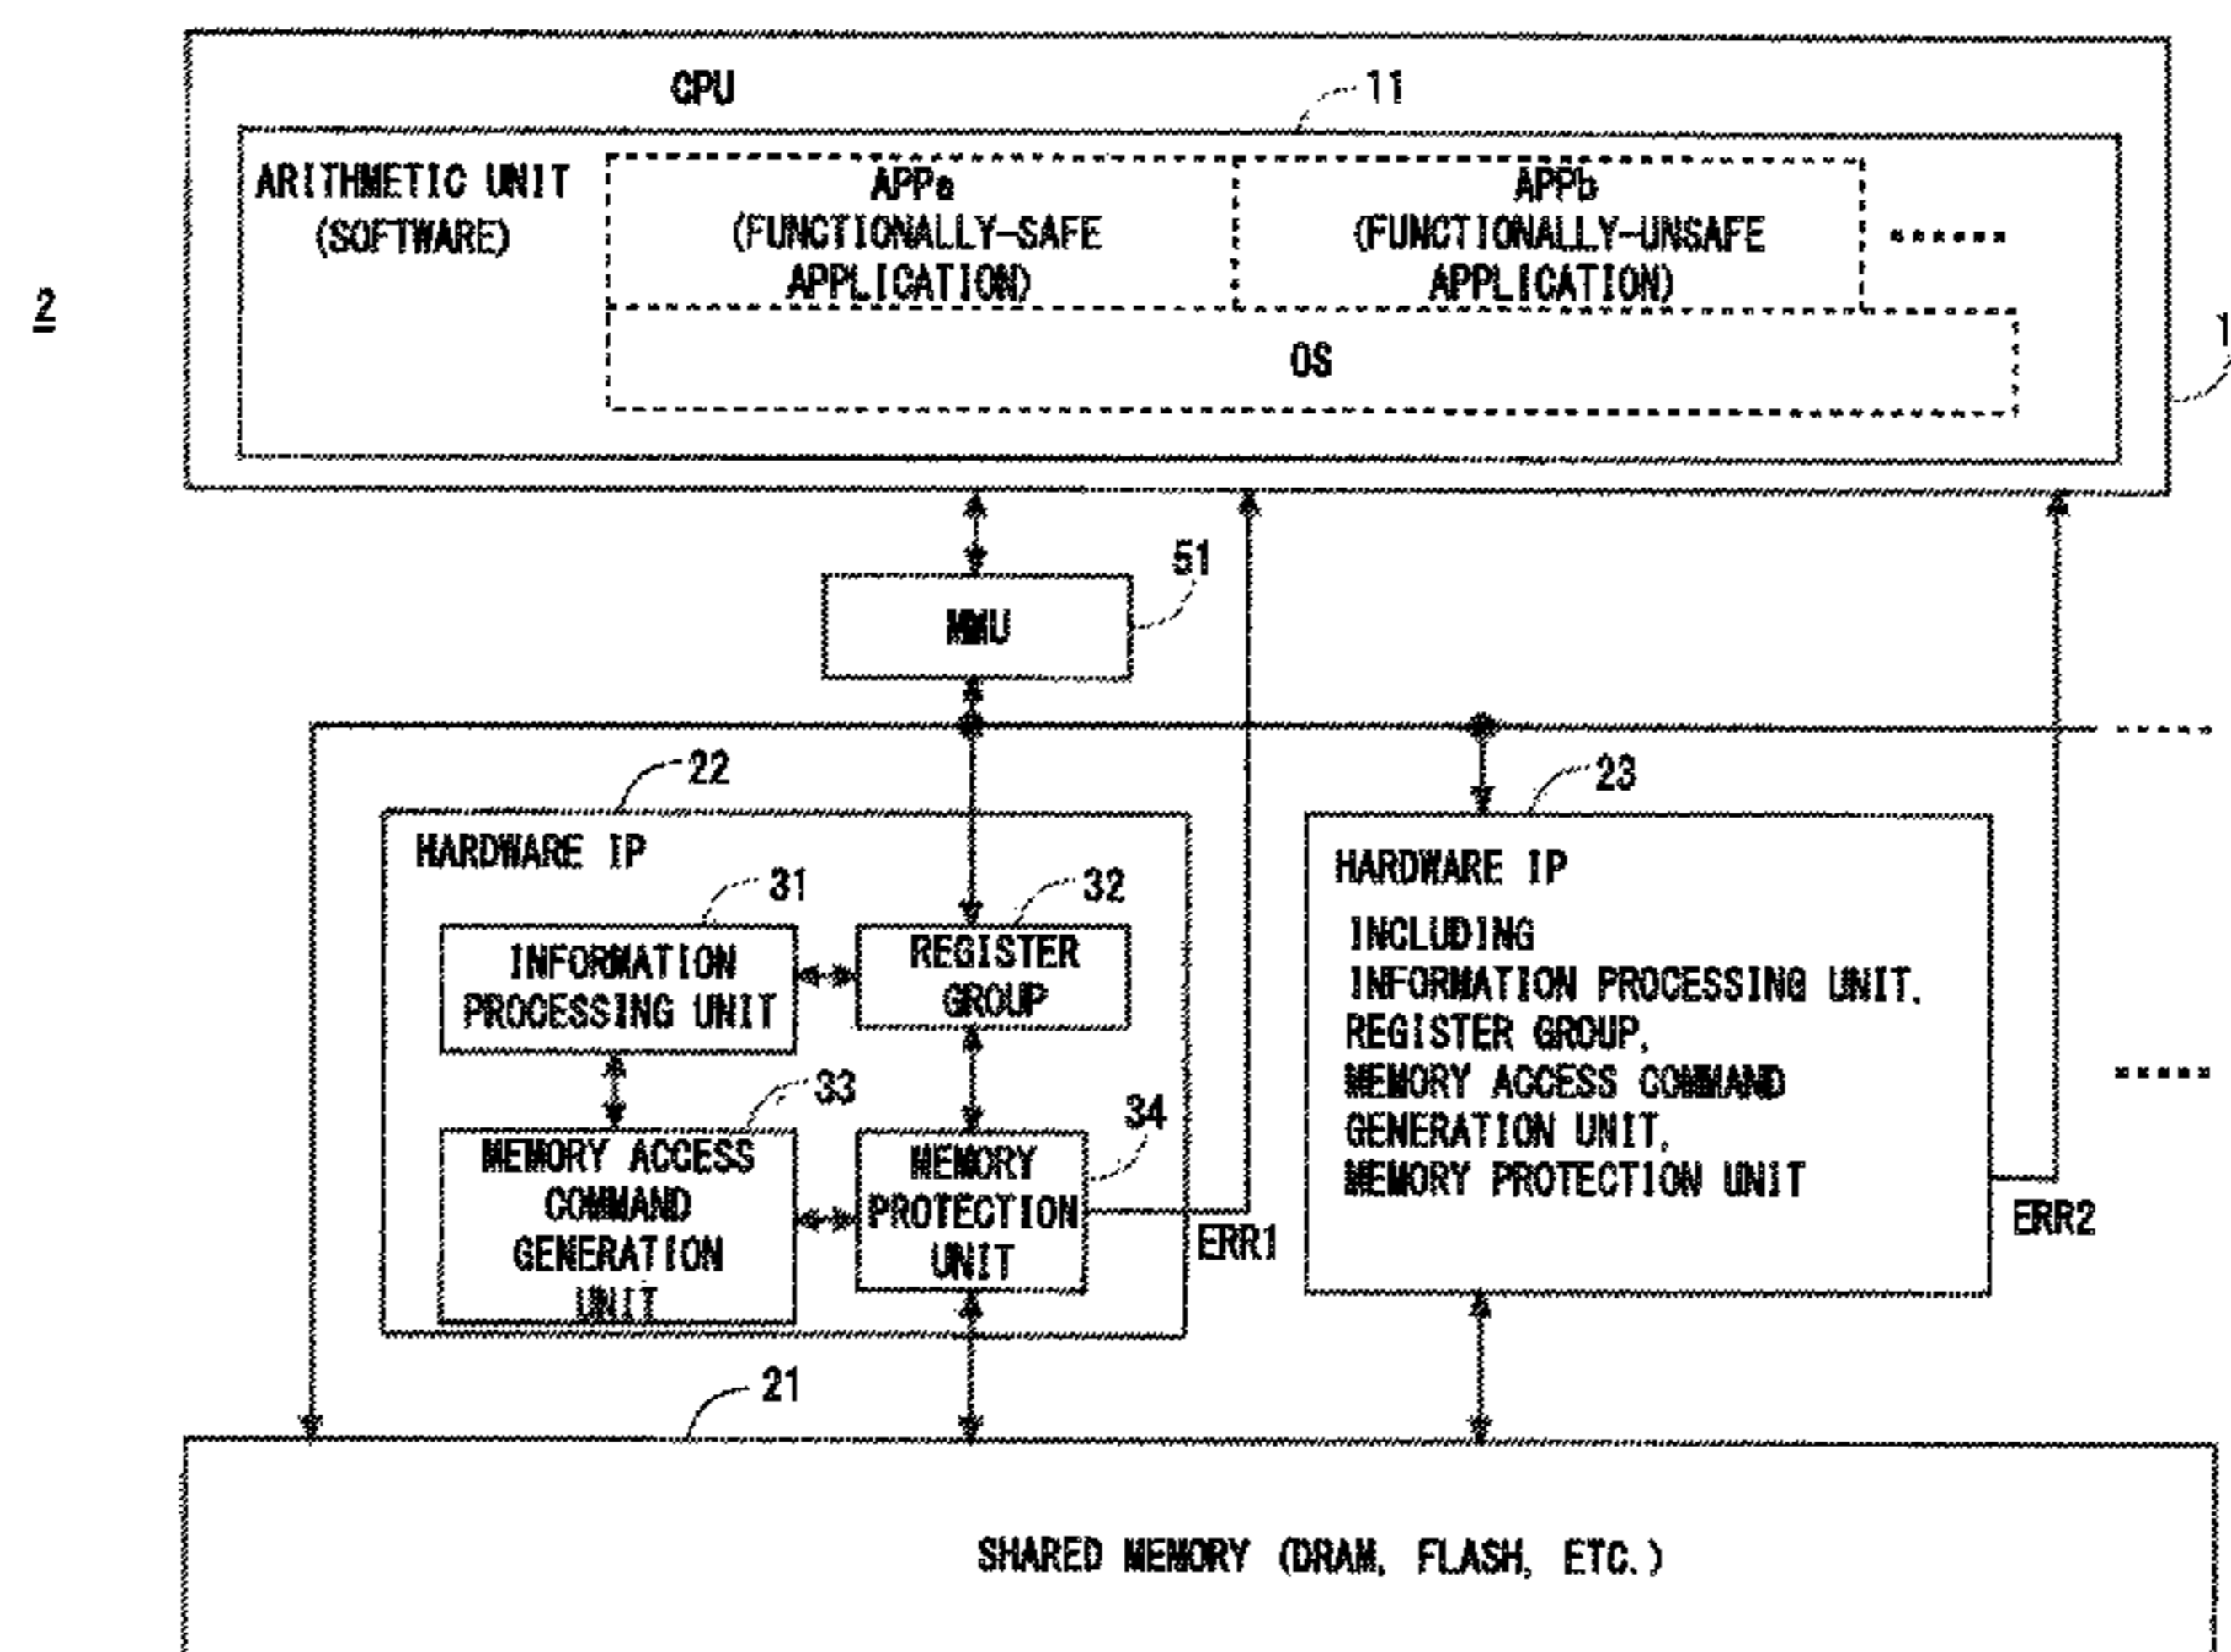 CPU
11
ARITHMETIC UNIT
(SOFTWARE)
APPa
(FUNCTIONALLY-SAFE
APPLICATION)
APPb
(FUNCTIONALLY-UNSAFE
APPLICATION)
......
2
OS
1
51
MMU
.....
22
23
HARDWARE IP
31
32
INFORMATION
PROCESSING UNIT
REGISTER
GROUP
33
34
MEMORY ACCESS
COMMAND
GENERATION
UNIT
MEMORY
PROTECTION
UNIT
ERR1
HARDWARE IP
INCLUDING
INFORMATION PROCESSING UNIT,
REGISTER GROUP,
MEMORY ACCESS COMMAND
GENERATION UNIT,
MEMORY PROTECTION UNIT
.....
ERR2
21
SHARED MEMORY (DRAM, FLASH, ETC.)